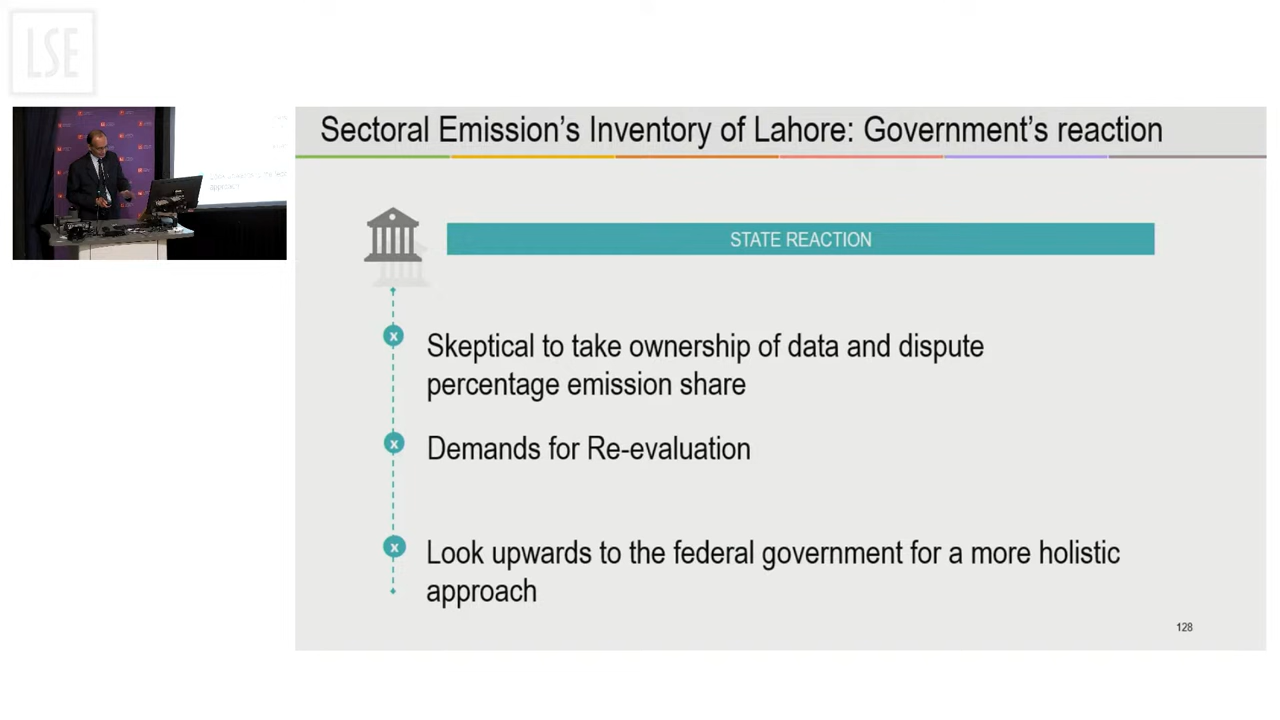 LSE
Sectoral Emission's Inventory of Lahore: Government's reaction
STATE REACTION
x
Skeptical to take ownership of data and dispute
percentage emission share
x
Demands for Re-evaluation
x
Look upwards to the federal government for a more holistic
approach
128